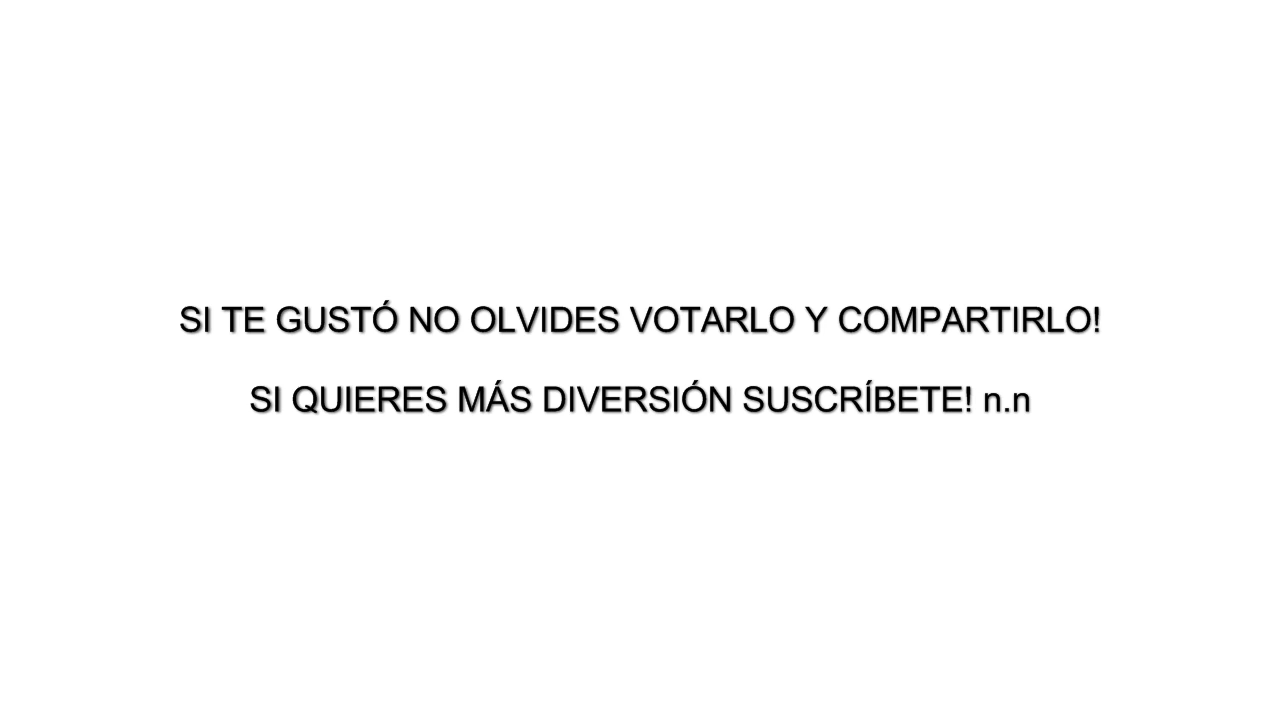 SI TE GUSTÓ NO OLVIDES VOTARLO Y COMPARTIRLO!
SI QUIERES MÁS DIVERSIÓN SUSCRÍBETE! n.n